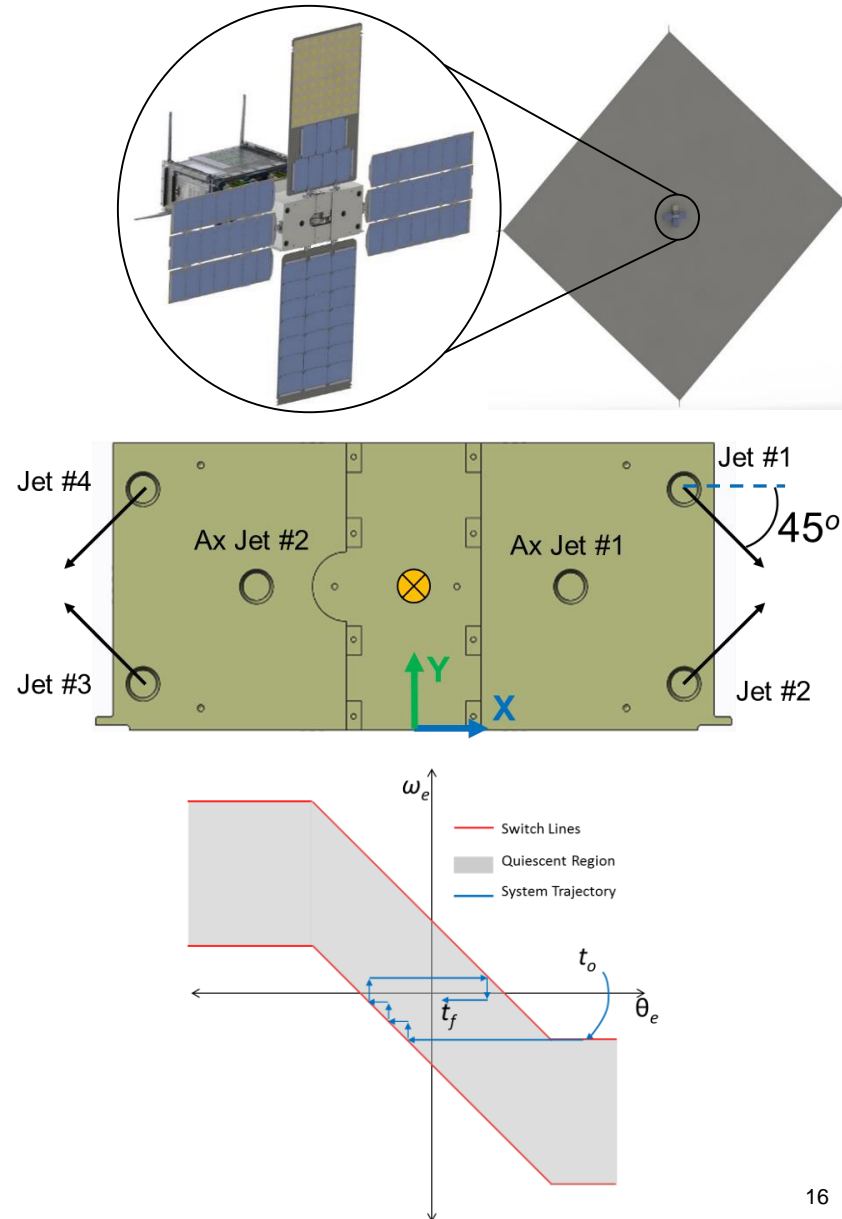 Jet #4
Jet #1
45°
Ax Jet #2
Ax Jet #1
Y
Jet #3
X
Jet #2
ωₑ
Switch Lines
Quiescent Region
System Trajectory
tₒ
t_f
θₑ
16